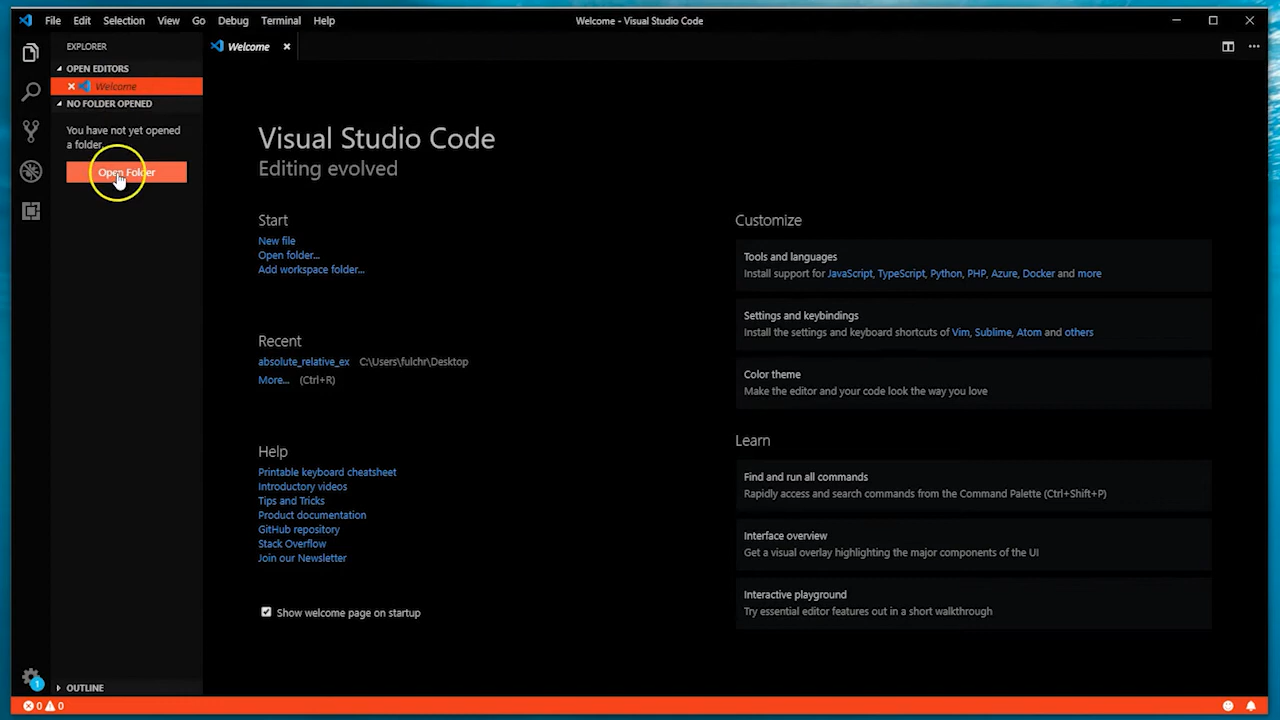 File Edit Selection View Go Debug Terminal Help
Welcome - Visual Studio Code
EXPLORER
Welcome
OPEN EDITORS
Welcome
NO FOLDER OPENED
You have not yet opened
a folder.
Open Folder
Visual Studio Code
Editing evolved
Start
New file
Open folder...
Add workspace folder...
Recent
absolute_relative_ex C:\Users\fulchr\Desktop
More... (Ctrl+R)
Help
Printable keyboard cheatsheet
Introductory videos
Tips and Tricks
Product documentation
GitHub repository
Stack Overflow
Join our Newsletter
Show welcome page on startup
Customize
Tools and languages
Install support for JavaScript, TypeScript, Python, PHP, Azure, Docker and more
Settings and keybindings
Install the settings and keyboard shortcuts of Vim, Sublime, Atom and others
Color theme
Make the editor and your code look the way you love
Learn
Find and run all commands
Rapidly access and search commands from the Command Palette (Ctrl+Shift+P)
Interface overview
Get a visual overlay highlighting the major components of the UI
Interactive playground
Try essential editor features out in a short walkthrough
1
OUTLINE
0 0